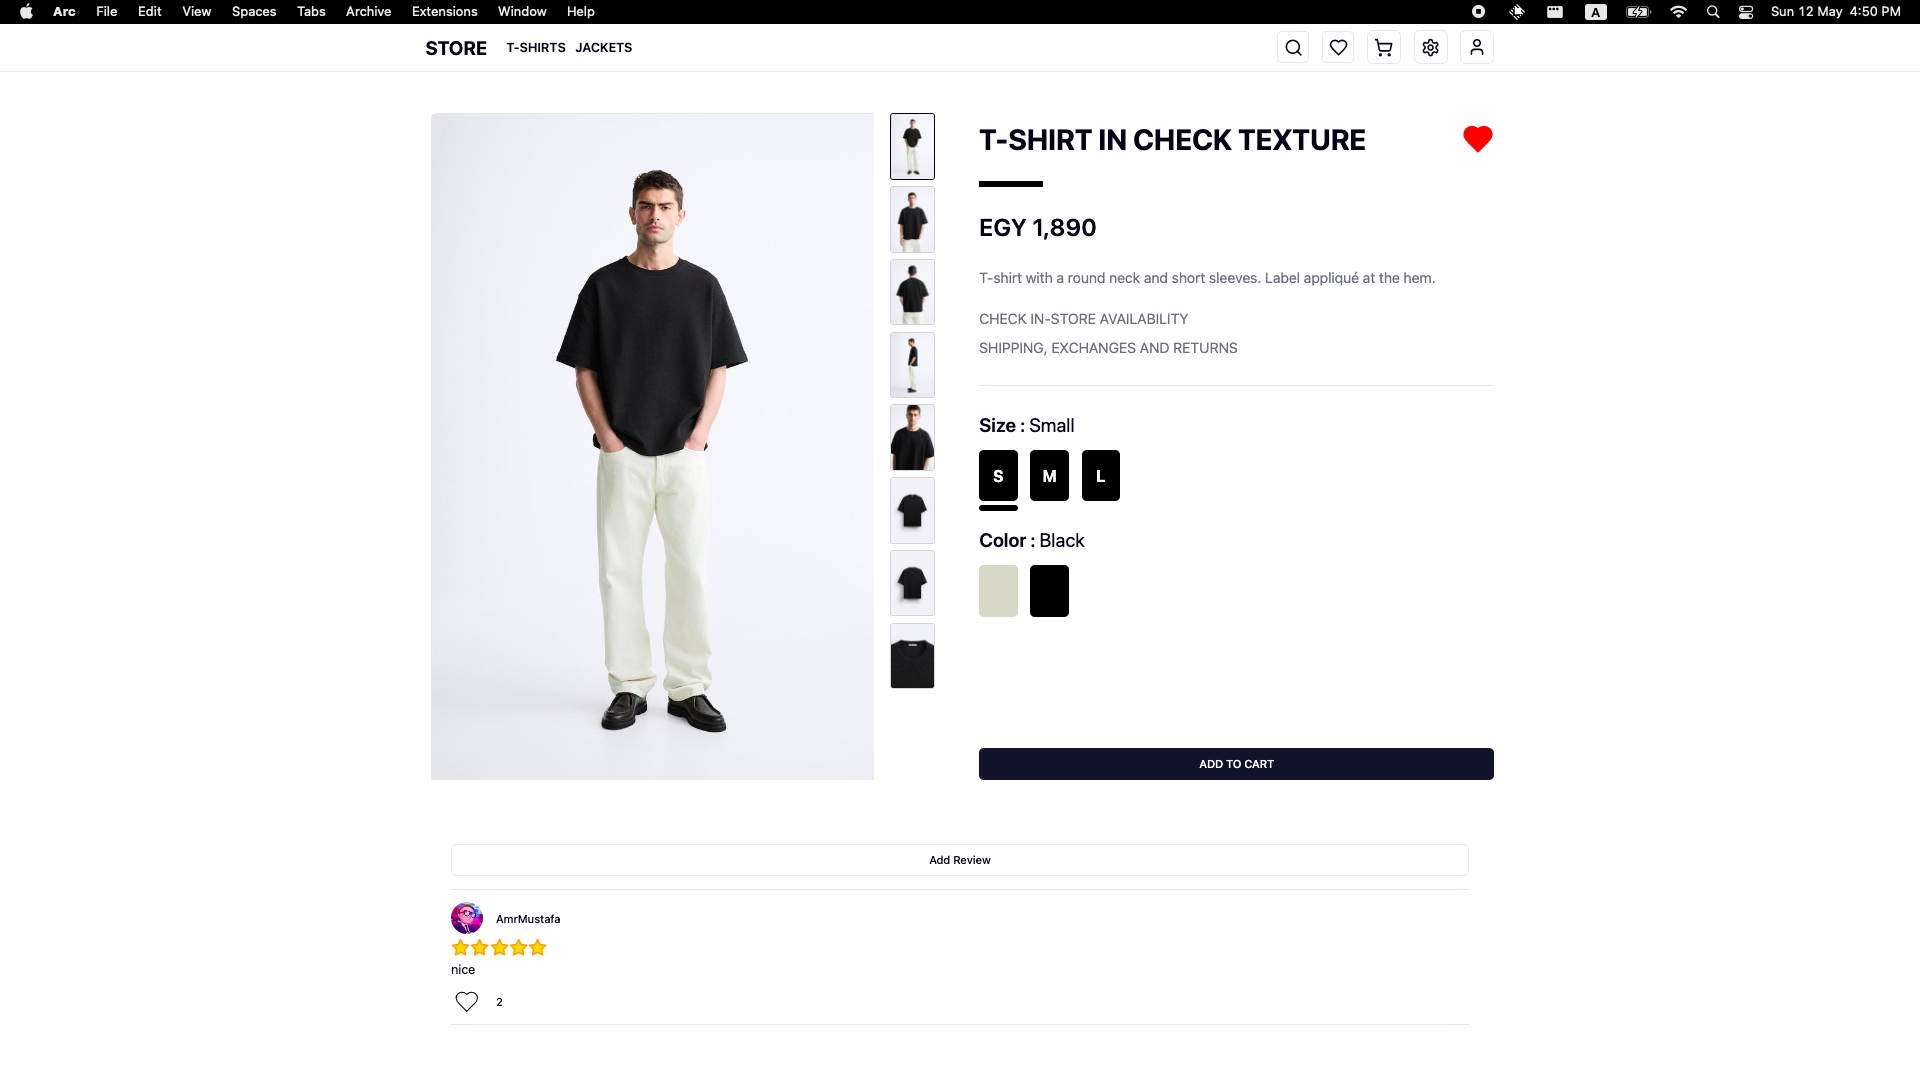 Arc File Edit View Spaces Tabs Archive Extensions Window Help A Sun 12 May 4:50 PM
STORE T-SHIRTS JACKETS
T-SHIRT IN CHECK TEXTURE
EGY 1,890
T-shirt with a round neck and short sleeves. Label appliqué at the hem.
CHECK IN-STORE AVAILABILITY
SHIPPING, EXCHANGES AND RETURNS
Size : Small
S M L
Color : Black
ADD TO CART
Add Review
AmrMustafa
nice
2